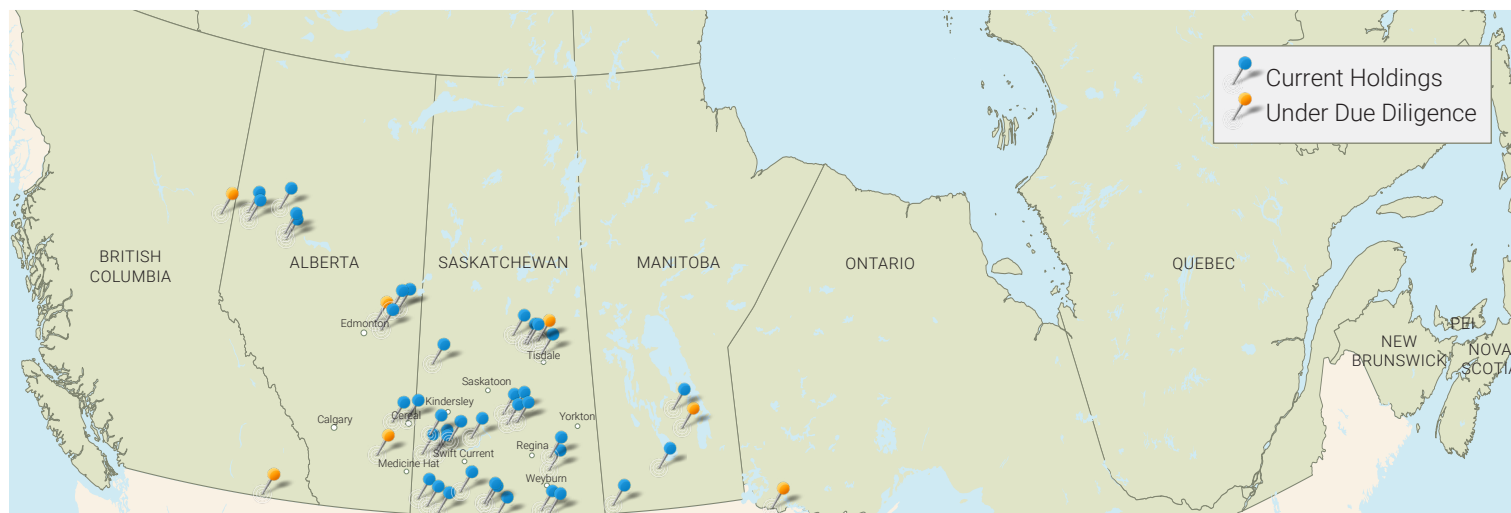 Current Holdings
Under Due Diligence
BRITISH
COLUMBIA
ALBERTA
SASKATCHEWAN
MANITOBA
ONTARIO
QUEBEC
PEI
NEW
BRUNSWICK
NOVA
SCOTIA
Edmonton
Tisdale
Saskatoon
Kindersley
Cereal
Calgary
Yorkton
Regina
Swift Current
Medicine Hat
Weyburn